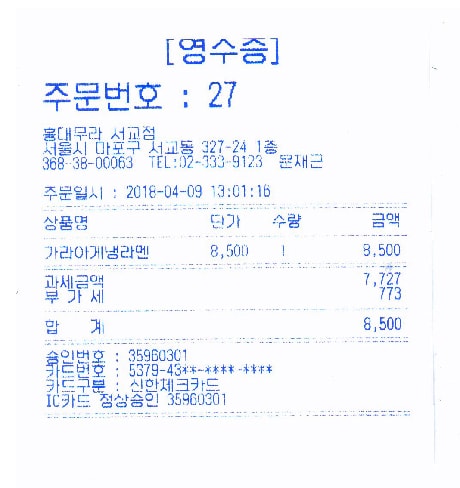 [영수증]
주문번호 : 27
홍대무라 서교점
서울시 마포구 서교동 327-24 1층
368-38-00063 TEL:02-333-9123 윤재근
주문일시 : 2018-04-09 13:01:16
상품명 단가 수량 금액
가라아게냉라멘 8,500 1 8,500
과세금액 7,727
부 가 세 773
합 계 8,500
승인번호 : 35960301
카드번호 : 5379-43**-****-****
카드구분 : 신한체크카드
IC카드 정상승인 35960301